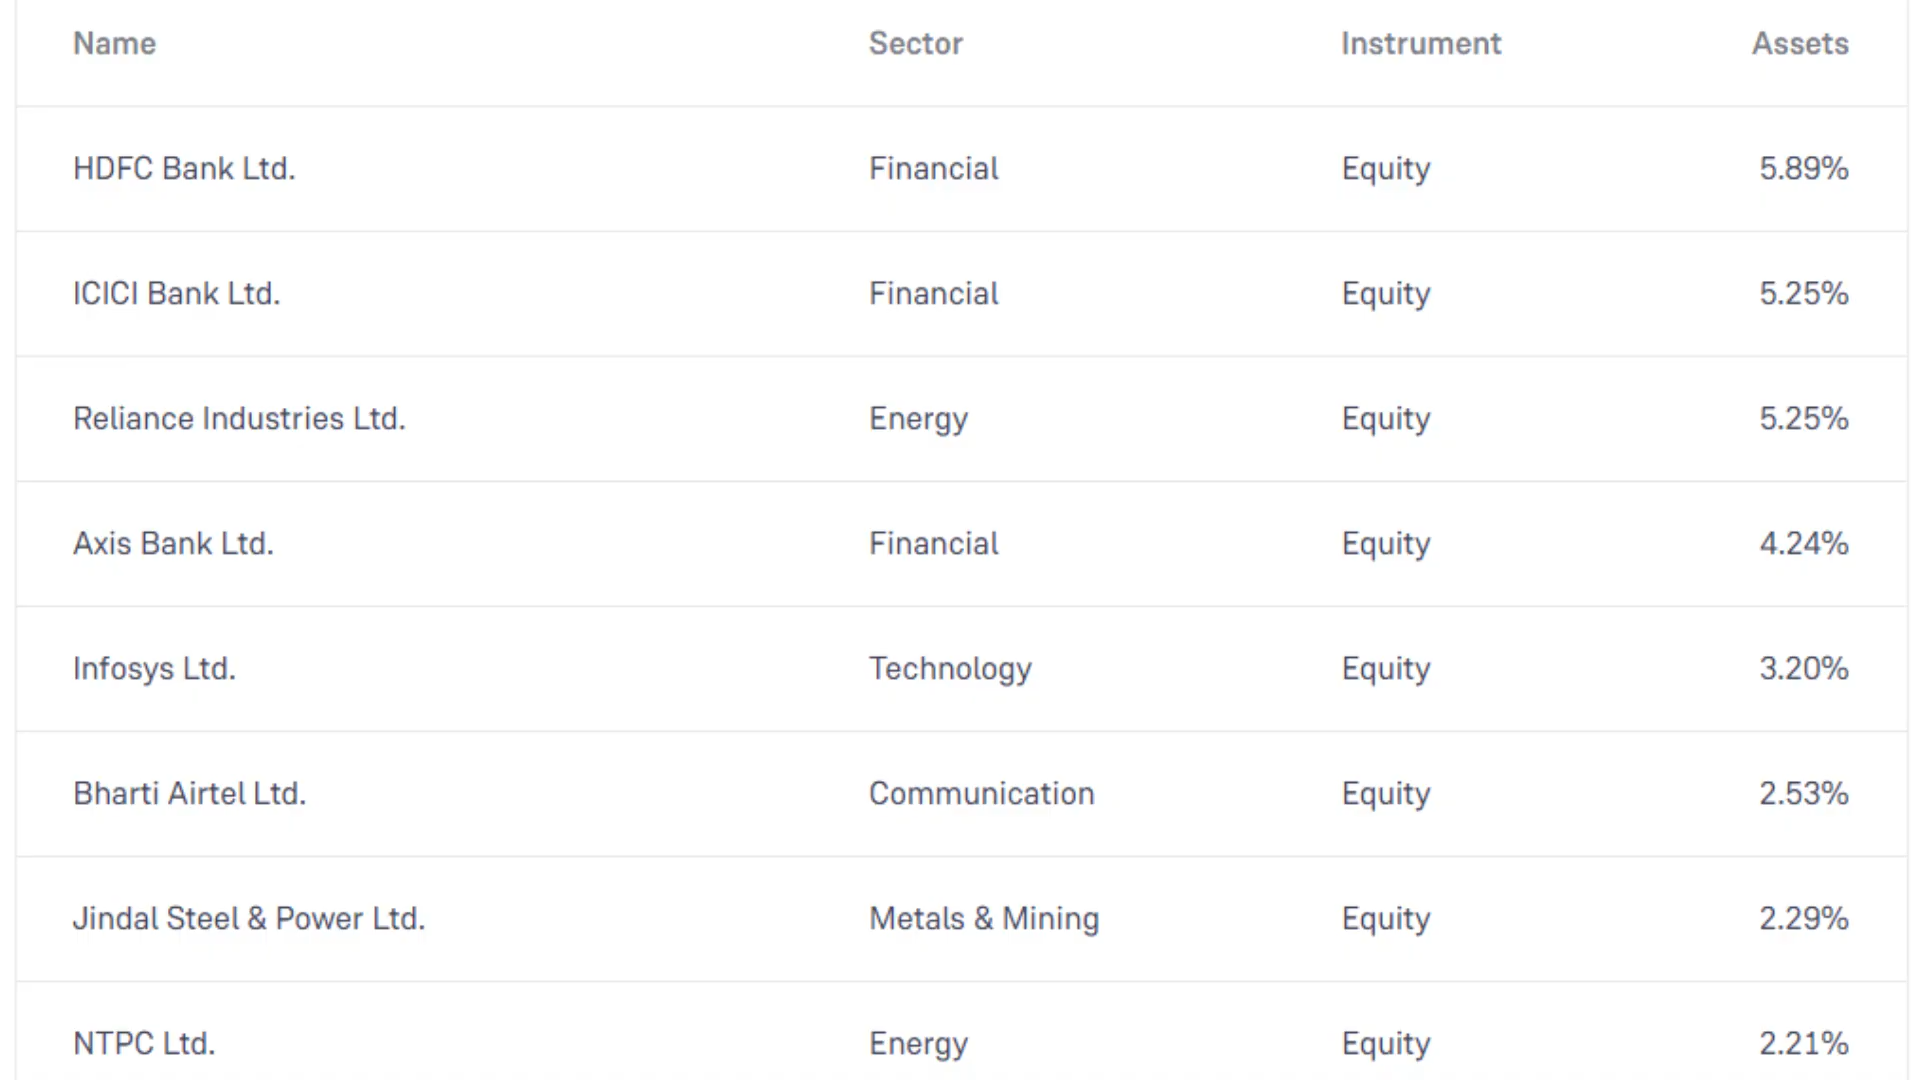 Name Sector Instrument Assets
HDFC Bank Ltd. Financial Equity 5.89%
ICICI Bank Ltd. Financial Equity 5.25%
Reliance Industries Ltd. Energy Equity 5.25%
Axis Bank Ltd. Financial Equity 4.24%
Infosys Ltd. Technology Equity 3.20%
Bharti Airtel Ltd. Communication Equity 2.53%
Jindal Steel & Power Ltd. Metals & Mining Equity 2.29%
NTPC Ltd. Energy Equity 2.21%